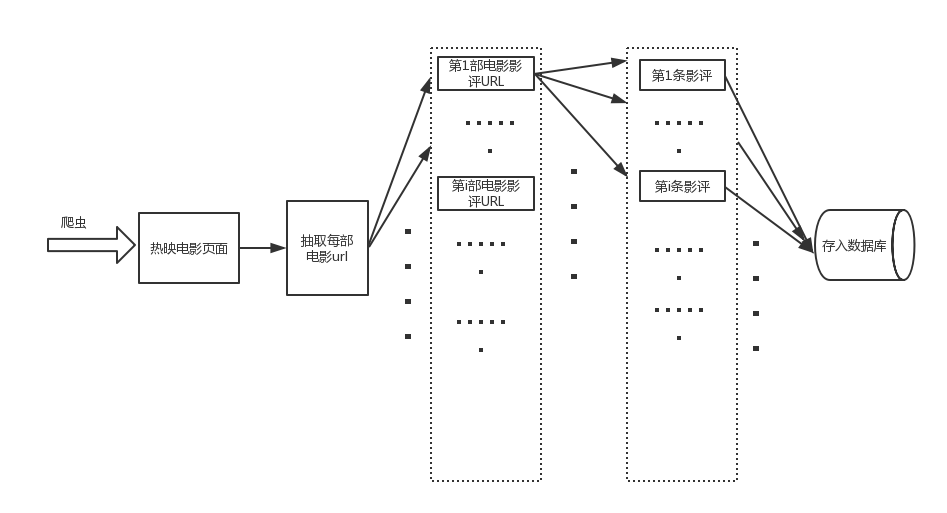 爬虫
热映电影页面
抽取每部
电影url
第1部电影影
评URL
第i部电影影
评URL
第1条影评
第i条影评
存入数据库